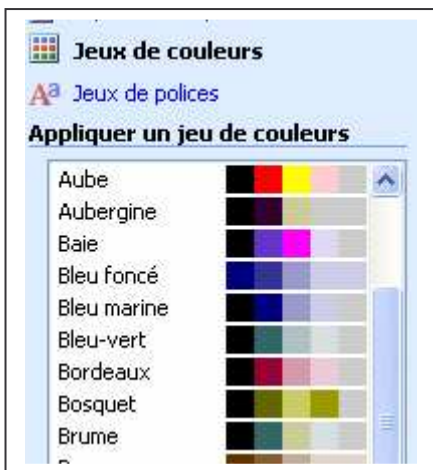 Jeux de couleurs
Aa Jeux de polices
Appliquer un jeu de couleurs
Aube
Aubergine
Baie
Bleu foncé
Bleu marine
Bleu-vert
Bordeaux
Bosquet
Brume